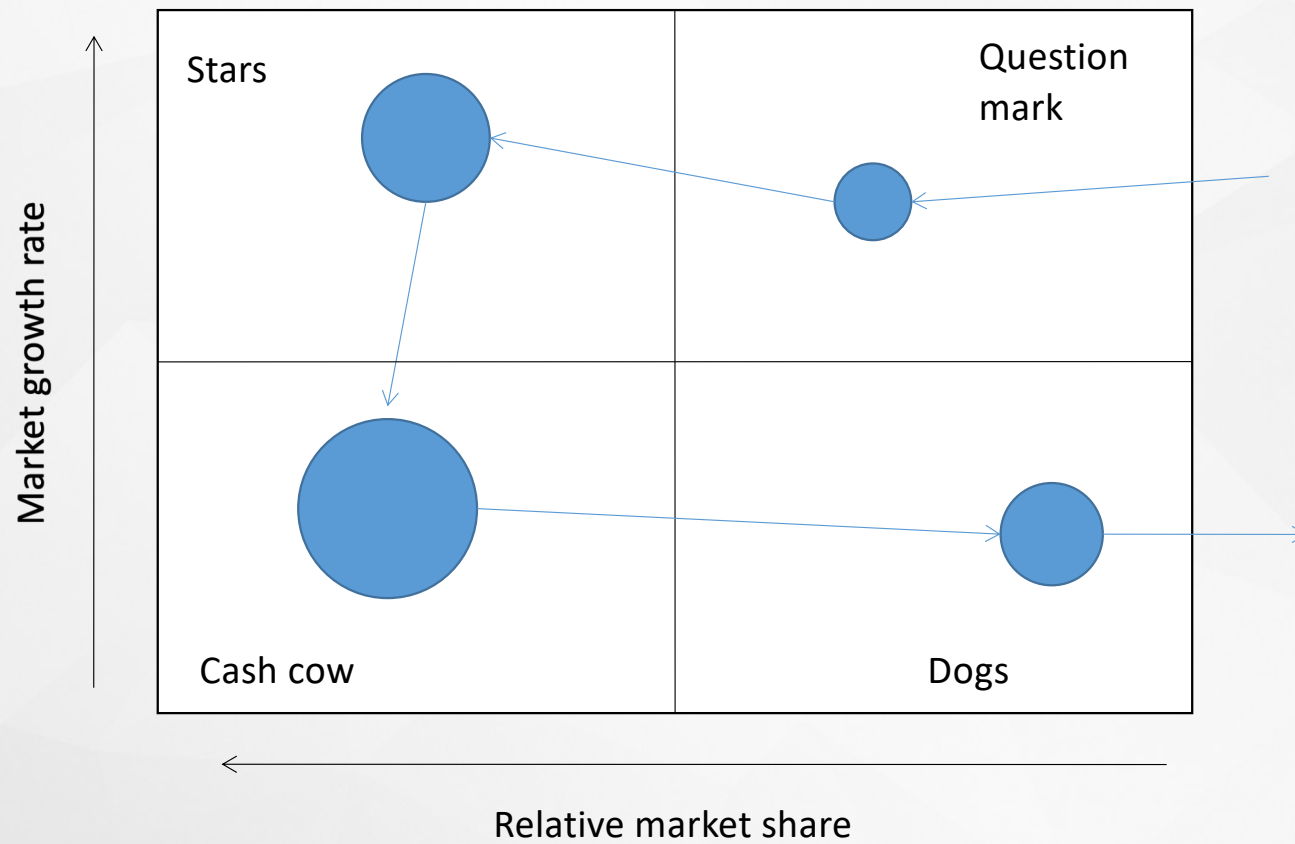 Stars
Question
mark
Market growth rate
Cash cow
Dogs
Relative market share